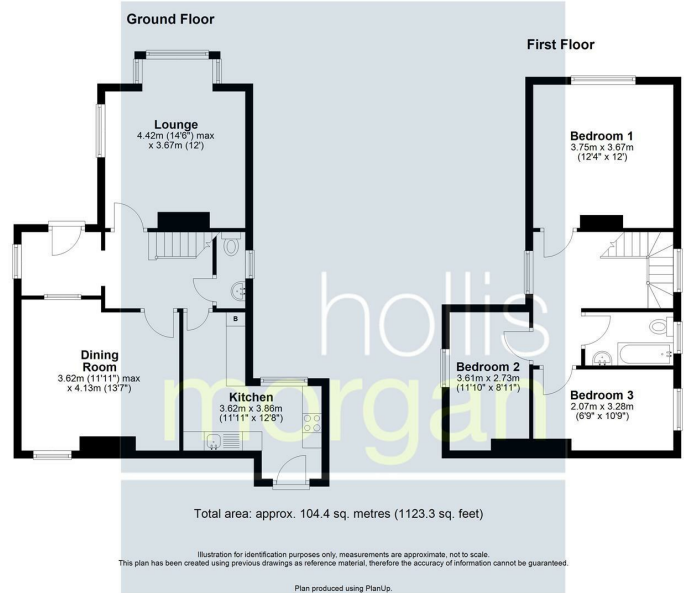 Ground Floor
First Floor
Lounge
4.42m (14'6") max
x 3.67m (12')
Bedroom 1
3.75m x 3.67m
(12'4" x 12')
Dining
Room
3.62m (11'11") max
x 4.13m (13'7")
B
Kitchen
3.62m x 3.86m
(11'11" x 12'8")
Bedroom 2
3.61m x 2.73m
(11'10" x 8'11")
Bedroom 3
2.07m x 3.28m
(6'9" x 10'9")
hollis
morgan
Total area: approx. 104.4 sq. metres (1123.3 sq. feet)
Illustration for identification purposes only, measurements are approximate, not to scale.
This plan has been created using previous drawings as reference material, therefore the accuracy of information cannot be guaranteed.
Plan produced using PlanUp.